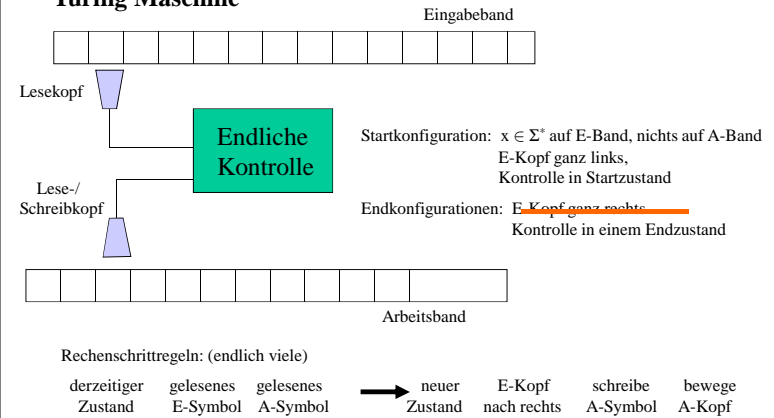 Turing Maschine
Eingabeband
Lesekopf
Endliche
Kontrolle
Startkonfiguration: x ∈ Σ* auf E-Band, nichts auf A-Band
E-Kopf ganz links,
Kontrolle in Startzustand
Lese-/
Schreibkopf
Endkonfigurationen: E-Kopf ganz rechts
Kontrolle in einem Endzustand
Arbeitsband
Rechenschrittregeln: (endlich viele)
derzeitiger gelesenes gelesenes neuer E-Kopf schreibe bewege
Zustand E-Symbol A-Symbol Zustand nach rechts A-Symbol A-Kopf